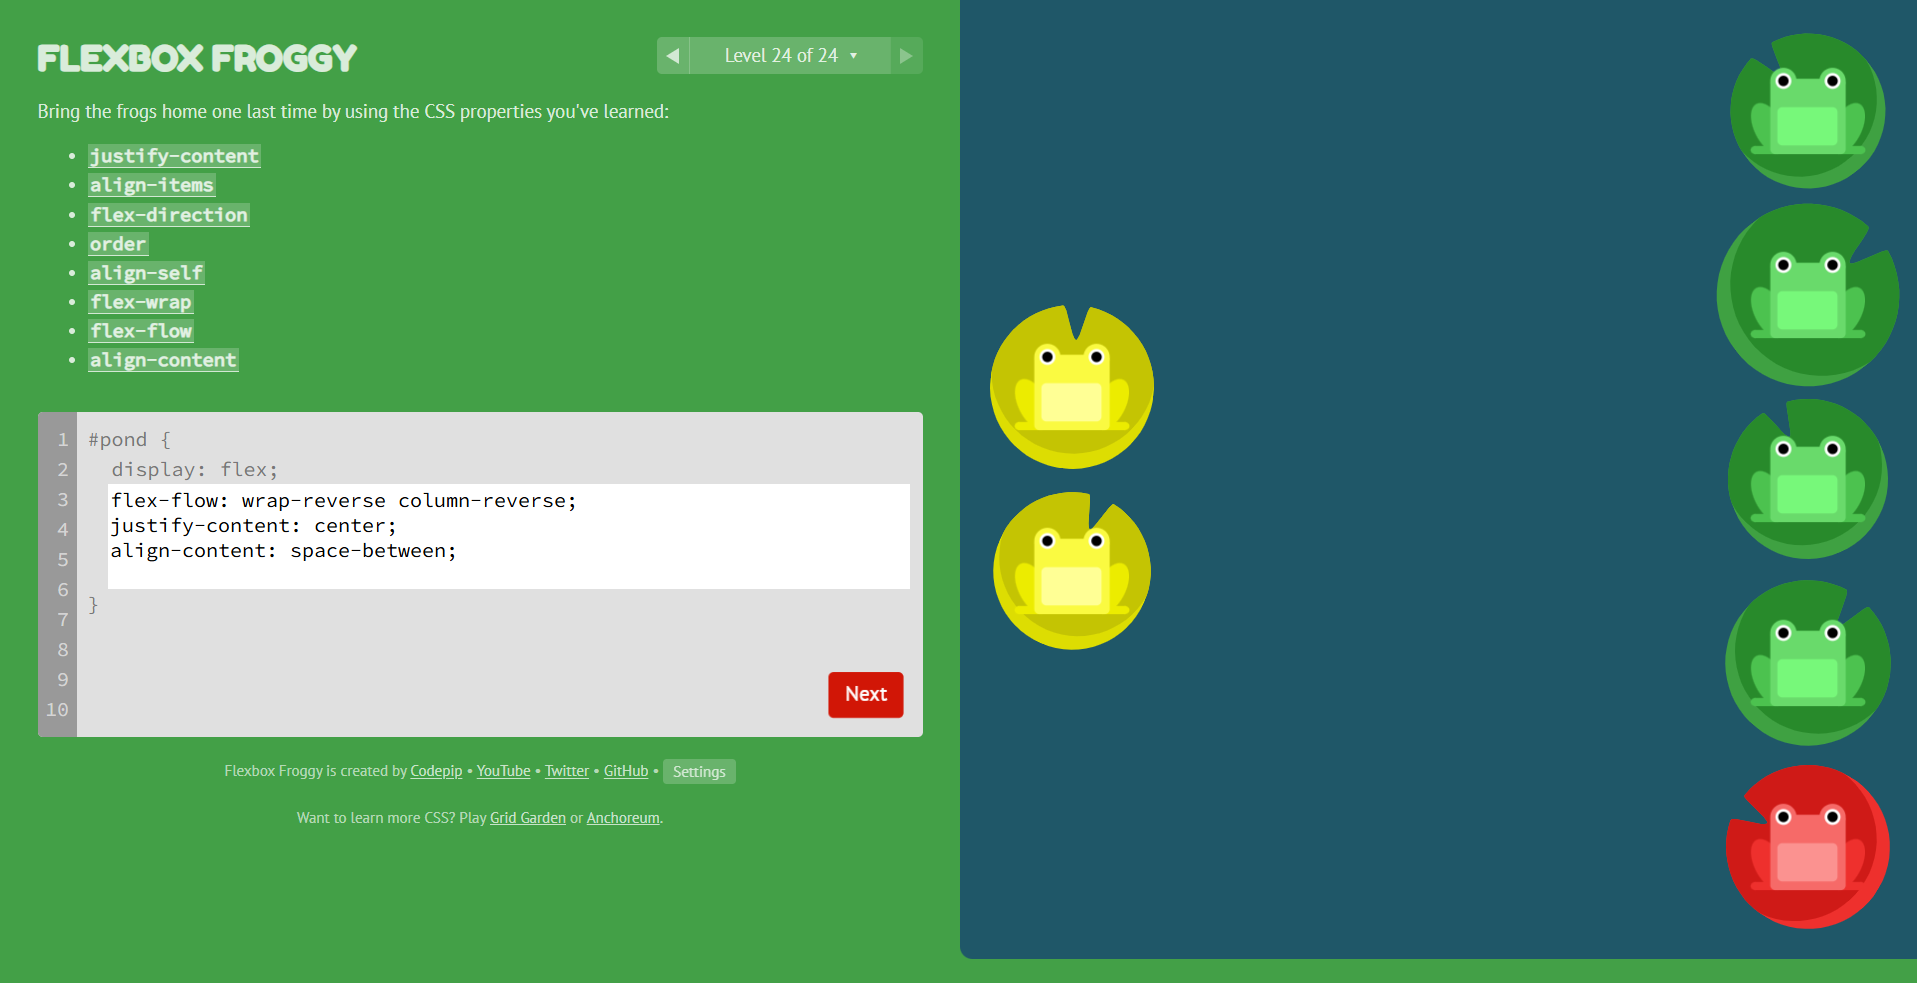 FLEXBOX FROGGY
◀ Level 24 of 24 ▼ ▶
Bring the frogs home one last time by using the CSS properties you've learned:
• justify-content
• align-items
• flex-direction
• order
• align-self
• flex-wrap
• flex-flow
• align-content
1 #pond {
2 display: flex;
3 flex-flow: wrap-reverse column-reverse;
4 justify-content: center;
5 align-content: space-between;
6 }
7
8
9
10
Next
Flexbox Froggy is created by Codepip • YouTube • Twitter • GitHub • Settings
Want to learn more CSS? Play Grid Garden or Anchoreum.